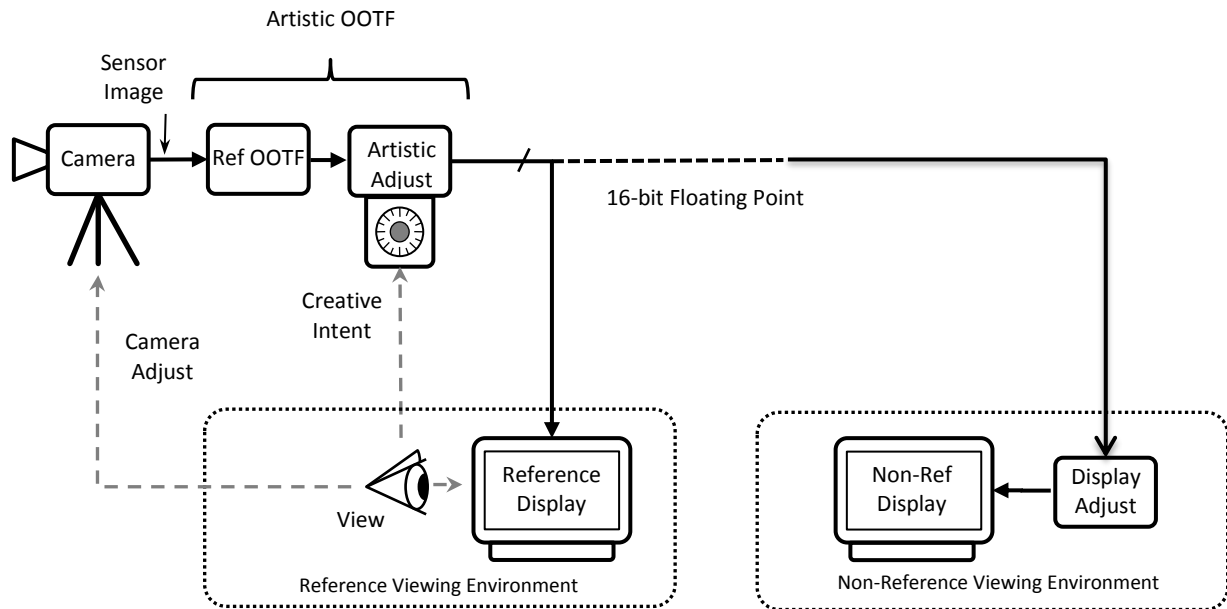 Artistic OOTF
Sensor
Image
Camera
Ref OOTF
Artistic
Adjust
16-bit Floating Point
Creative
Intent
Camera
Adjust
View
Reference
Display
Reference Viewing Environment
Non-Ref
Display
Display
Adjust
Non-Reference Viewing Environment